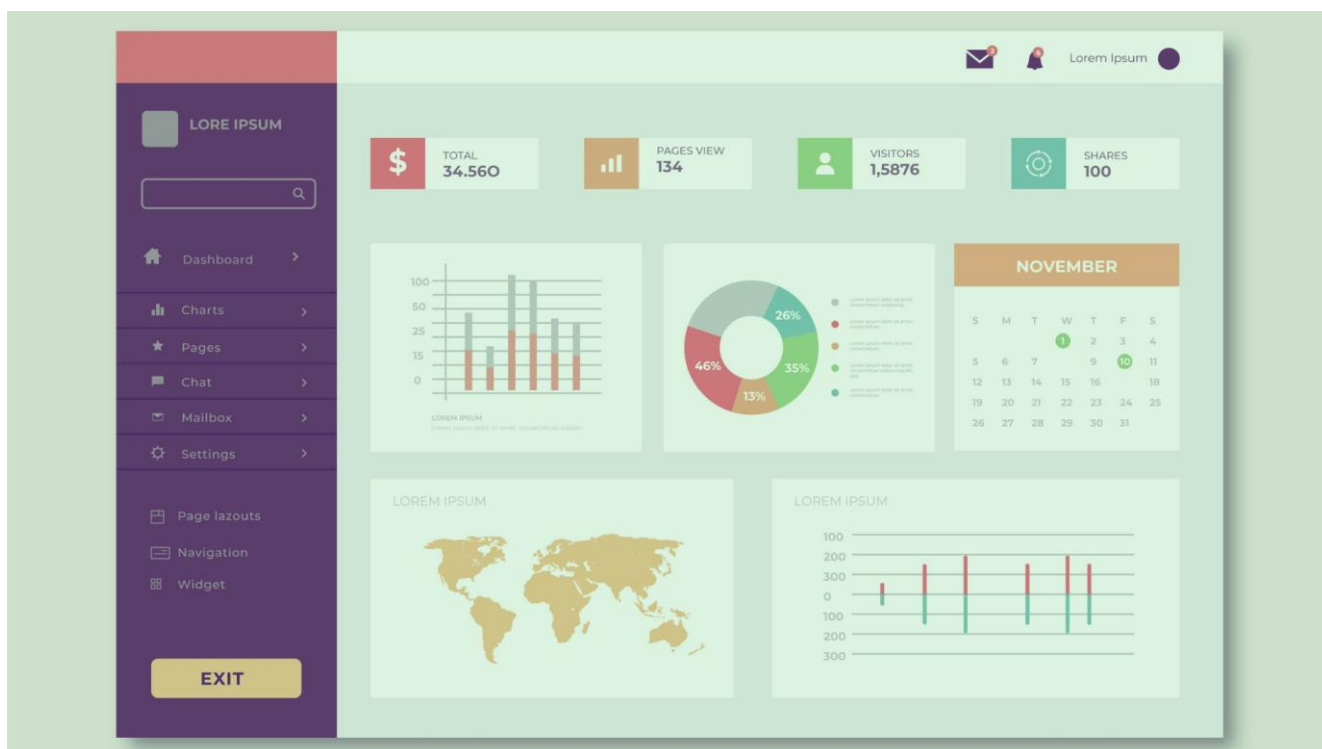 3
6
Lorem Ipsum
LORE IPSUM
Dashboard
Charts
Pages
Chat
Mailbox
Settings
Page lazouts
Navigation
Widget
EXIT
$
TOTAL
34.56O
PAGES VIEW
134
VISITORS
1,5876
SHARES
100
100
50
25
15
0
LOREM IPSUM
26%
46%
35%
13%
NOVEMBER
S M T W T F S
1 2 3 4
5 6 7 9 10 11
12 13 14 15 16 18
19 20 21 22 23 24 25
26 27 28 29 30 31
LOREM IPSUM
LOREM IPSUM
100
200
300
0
100
200
300